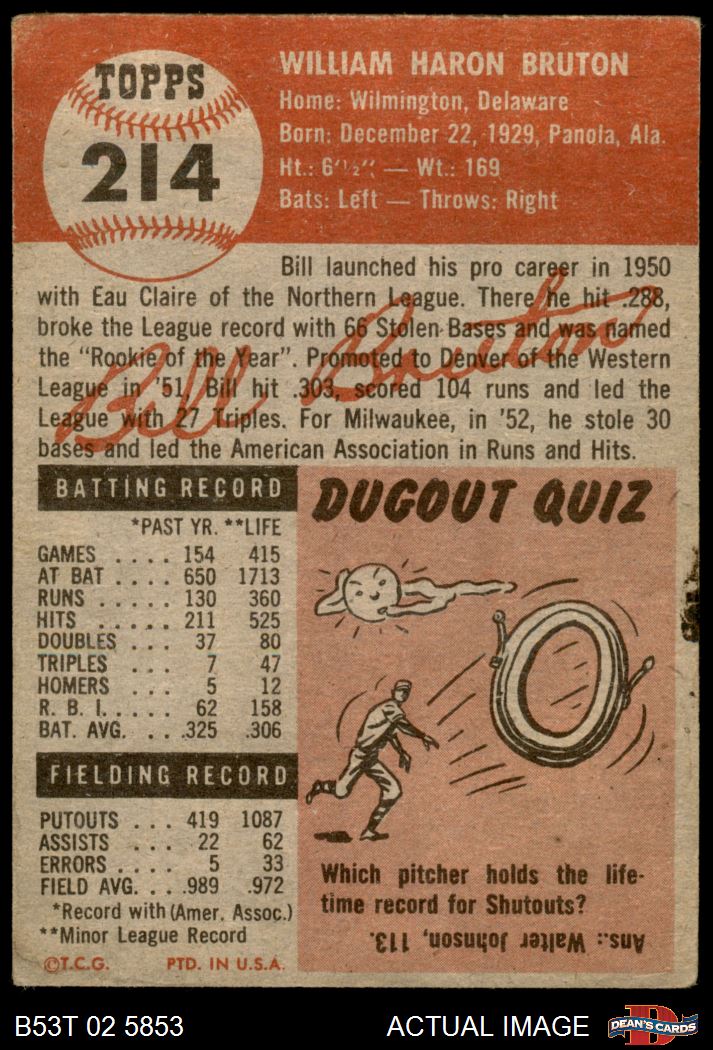 TOPPS
214
WILLIAM HARON BRUTON
Home: Wilmington, Delaware
Born: December 22, 1929, Panola, Ala.
Ht.: 6'½" — Wt.: 169
Bats: Left — Throws: Right
Bill launched his pro career in 1950
with Eau Claire of the Northern League. There he hit .288,
broke the League record with 66 Stolen Bases and was named
the "Rookie of the Year". Promoted to Denver of the Western
League in '51, Bill hit .303, scored 104 runs and led the
League with 27 Triples. For Milwaukee, in '52, he stole 30
bases and led the American Association in Runs and Hits.
Bill Bruton
BATTING RECORD
*PAST YR. **LIFE
GAMES .... 154 415
AT BAT .... 650 1713
RUNS ..... 130 360
HITS ..... 211 525
DOUBLES ... 37 80
TRIPLES ... 7 47
HOMERS ... 5 12
R. B. I. .... 62 158
BAT. AVG. ... .325 .306
FIELDING RECORD
PUTOUTS ... 419 1087
ASSISTS ... 22 62
ERRORS .... 5 33
FIELD AVG. ... .989 .972
*Record with (Amer. Assoc.)
**Minor League Record
©T.C.G. PTD. IN U.S.A.
DUGOUT QUIZ
Which pitcher holds the life-
time record for Shutouts?
Ans.: Walter Johnson, 113.
B53T 02 5853 ACTUAL IMAGE
DEAN'S CARDS